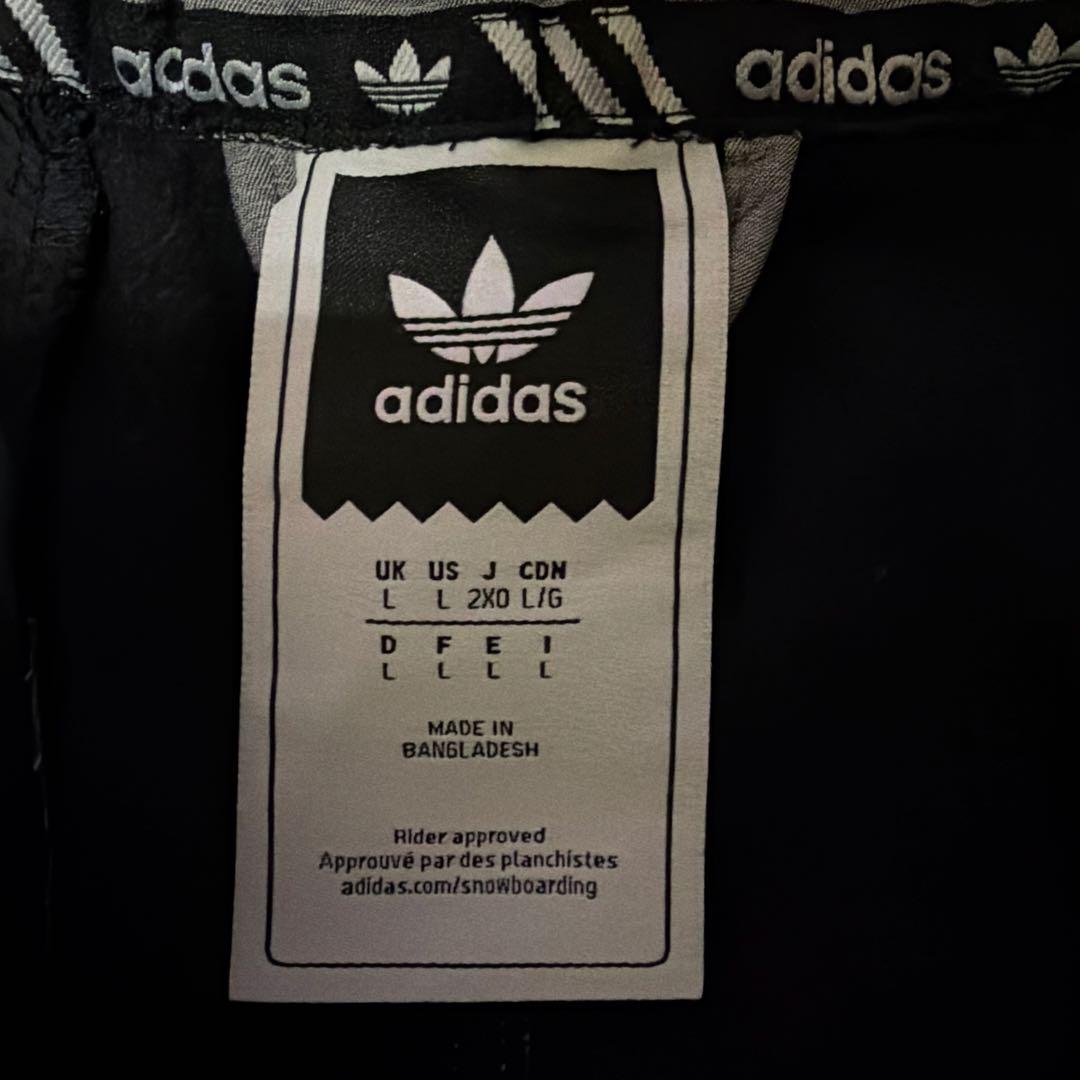 adidas adidas
adidas
UK US J CDN
L L 2XO L/G
D F E I
L L L L
MADE IN
BANGLADESH
Rider approved
Approuvé par des planchistes
adidas.com/snowboarding